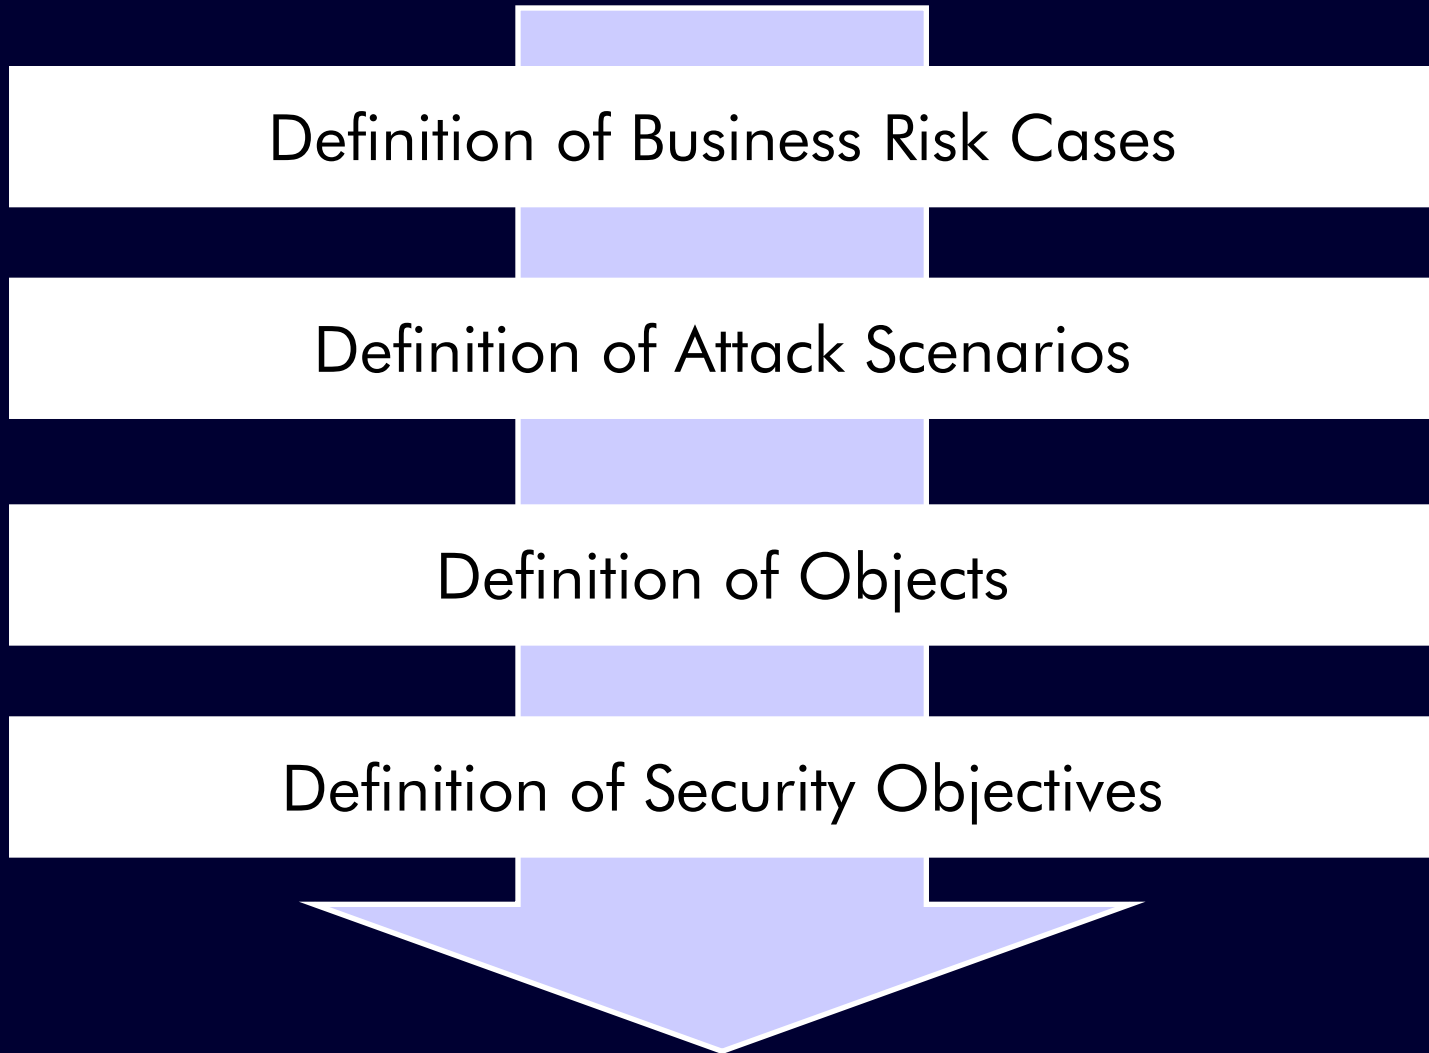 Definition of Business Risk Cases
Definition of Attack Scenarios
Definition of Objects
Definition of Security Objectives